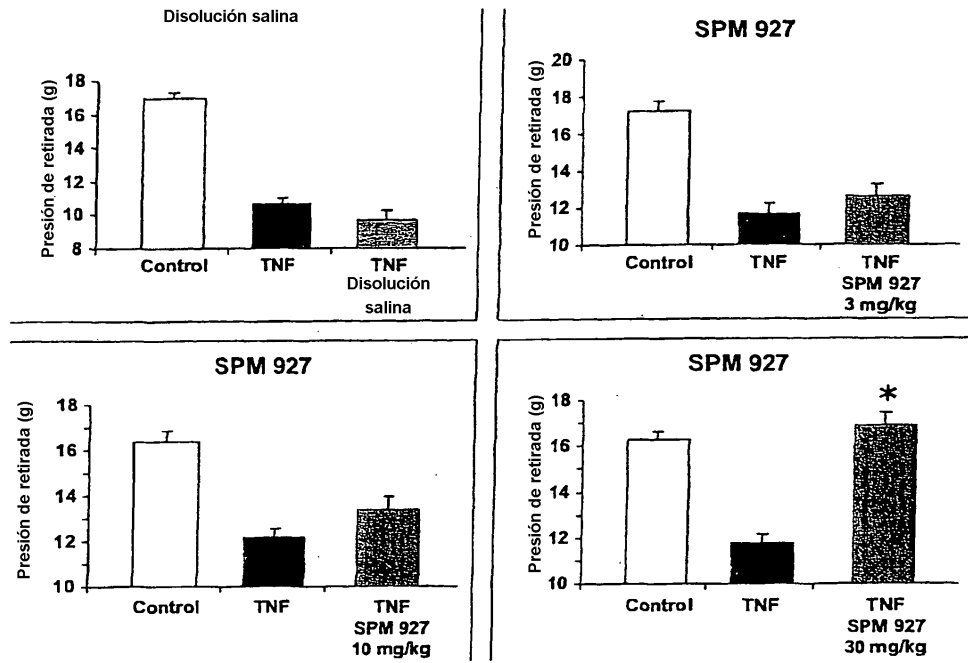 Disolución salina
Presión de retirada (g)
18
16
12
10
8
Control TNF TNF
Disolución
salina
SPM 927
Presión de retirada (g)
20
18
16
14
12
10
Control TNF TNF
SPM 927
3 mg/kg
SPM 927
Presión de retirada (g)
18
16
14
12
10
Control TNF TNF
SPM 927
10 mg/kg
SPM 927
Presión de retirada (g)
18
16
14
12
10
*
Control TNF TNF
SPM 927
30 mg/kg